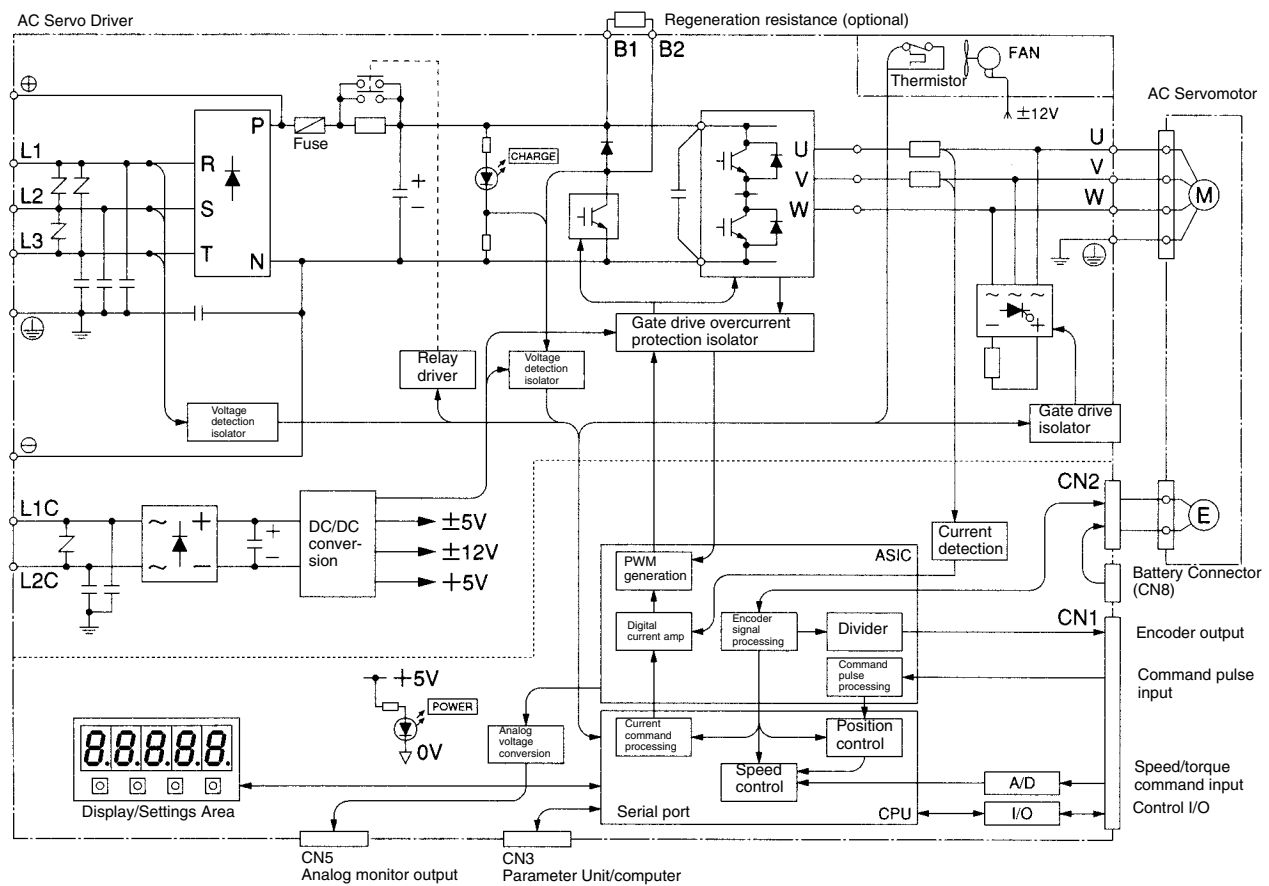 AC Servo Driver
Regeneration resistance (optional)
B1 B2
FAN
Thermistor
±12V
AC Servomotor
⊕
P
Fuse
CHARGE
L1
R
U
U
L2
S
V
V
M
W
W
L3
T
N
+
−
~ ~ ~
− +
Gate drive overcurrent
protection isolator
Relay
driver
Voltage
detection
isolator
Voltage
detection
isolator
Gate drive
isolator
⊖
CN2
L1C
~ +
+
−
DC/DC
conver-
sion
±5V
±12V
+5V
E
L2C
~ −
Current
detection
ASIC
PWM
generation
Battery Connector
(CN8)
CN1
Digital
current amp
Encoder
signal
processing
Divider
Encoder output
Command
pulse
processing
Command pulse
input
+5V
POWER
0V
Analog
voltage
conversion
Current
command
processing
Position
control
88888.
Display/Settings Area
Speed
control
A/D
Speed/torque
command input
Serial port
CPU
I/O
Control I/O
CN5
Analog monitor output
CN3
Parameter Unit/computer